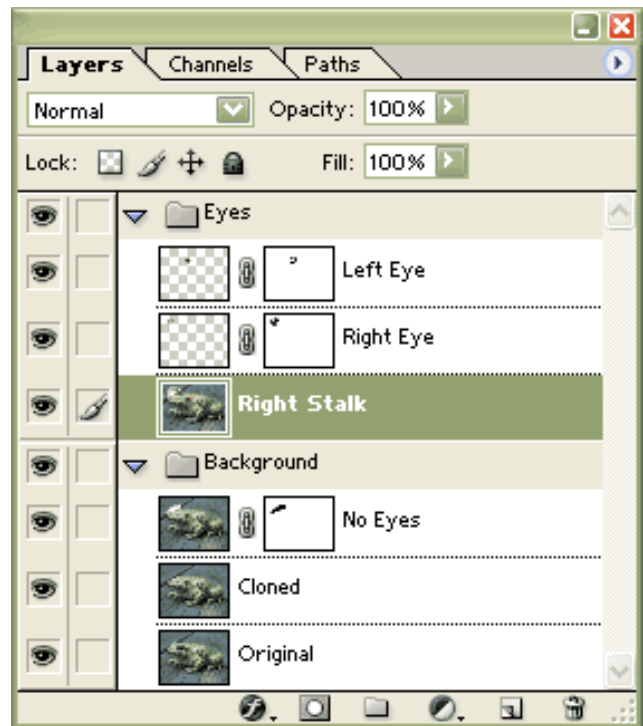 Layers Channels Paths
Normal Opacity: 100%
Lock: Fill: 100%
Eyes
Left Eye
Right Eye
Right Stalk
Background
No Eyes
Cloned
Original